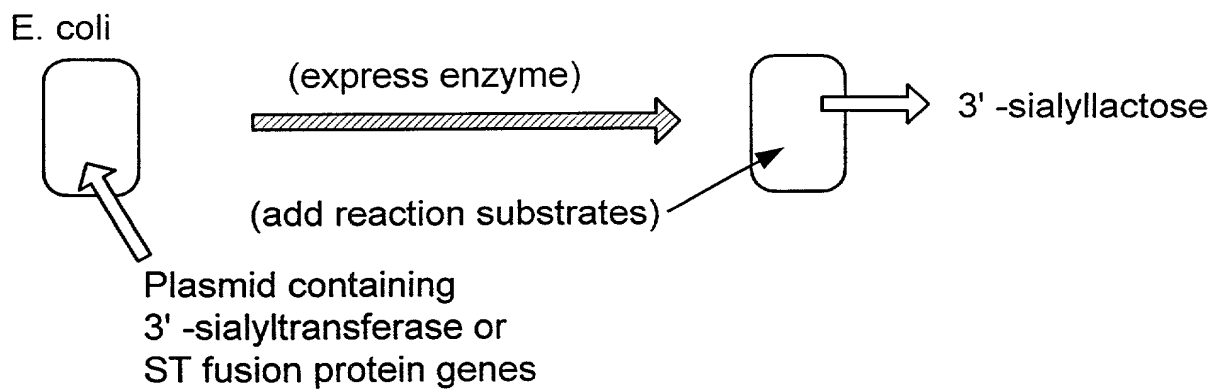 E. coli
(express enzyme)
3' -sialyllactose
(add reaction substrates)
Plasmid containing
3' -sialyltransferase or
ST fusion protein genes